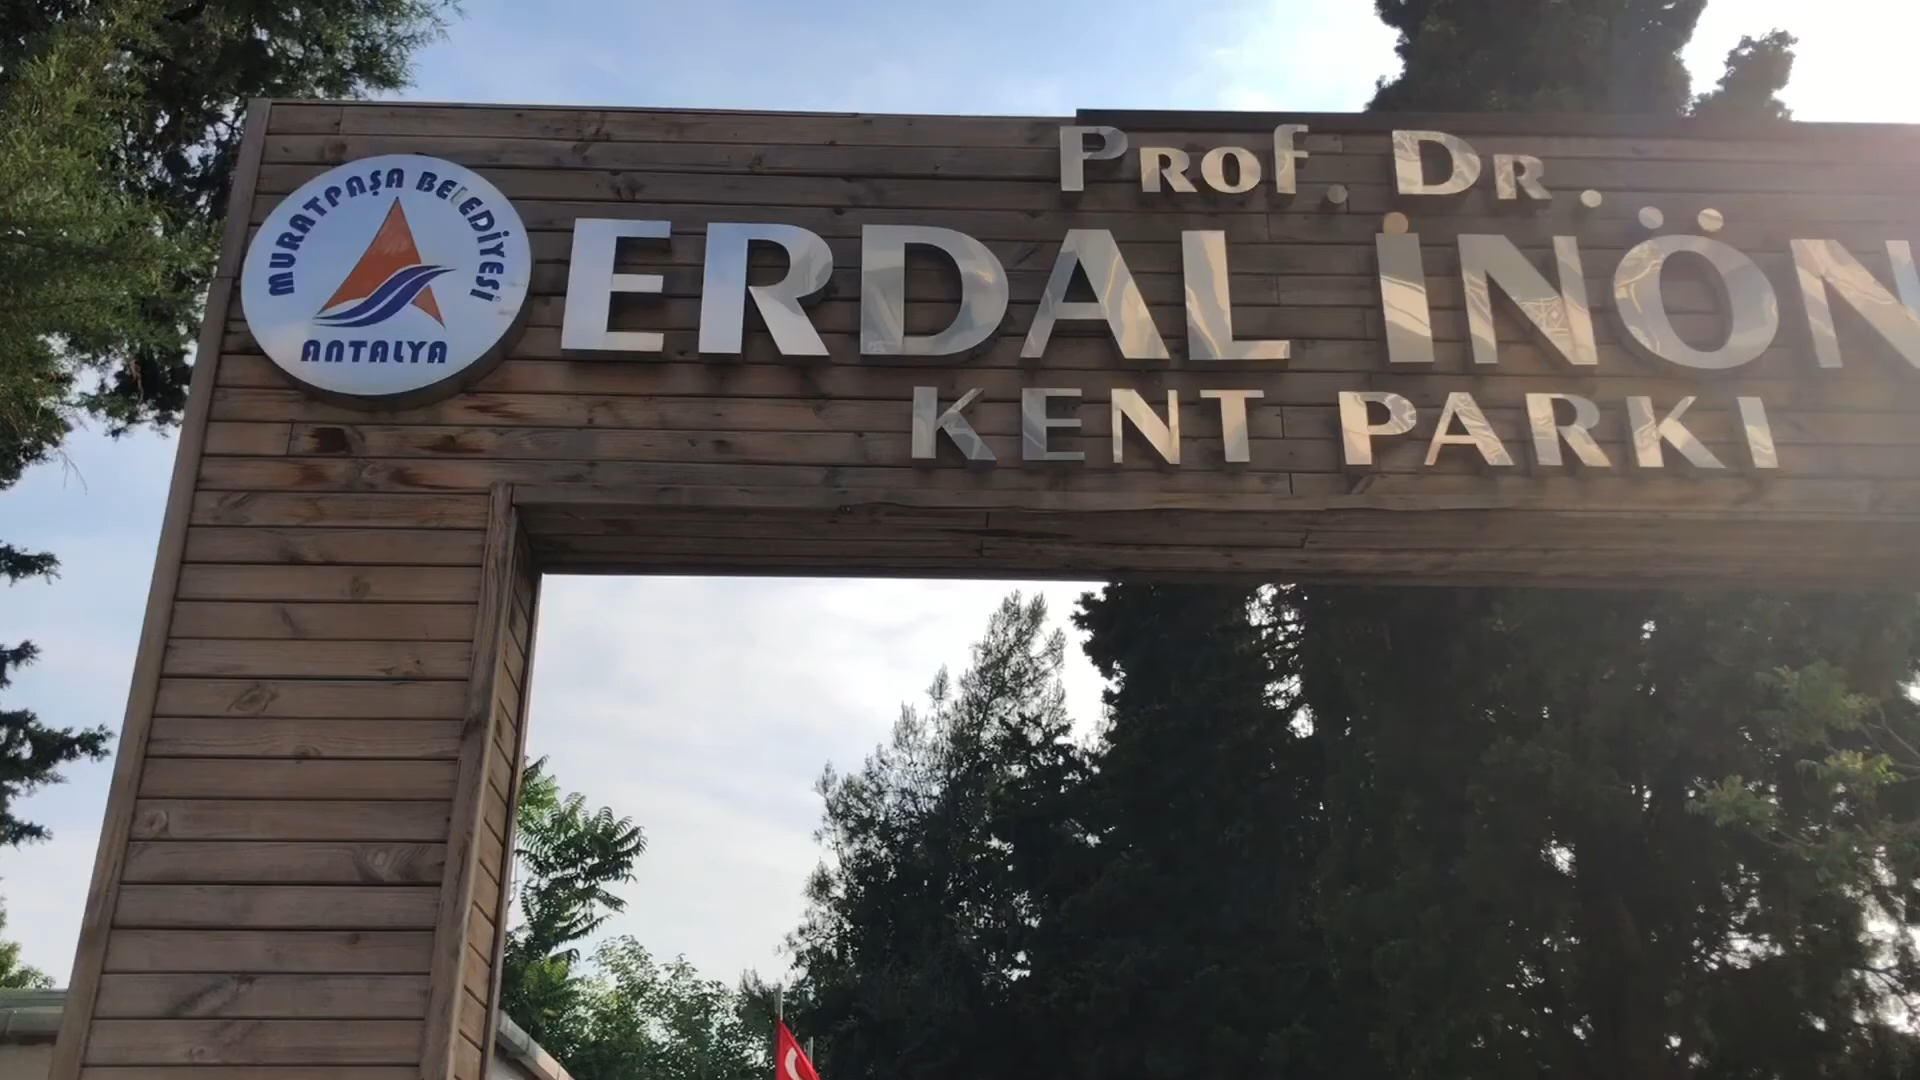 MURATPAŞA BELEDİYESİ
ANTALYA
PROF. DR.
ERDAL İNÖN
KENT PARKI